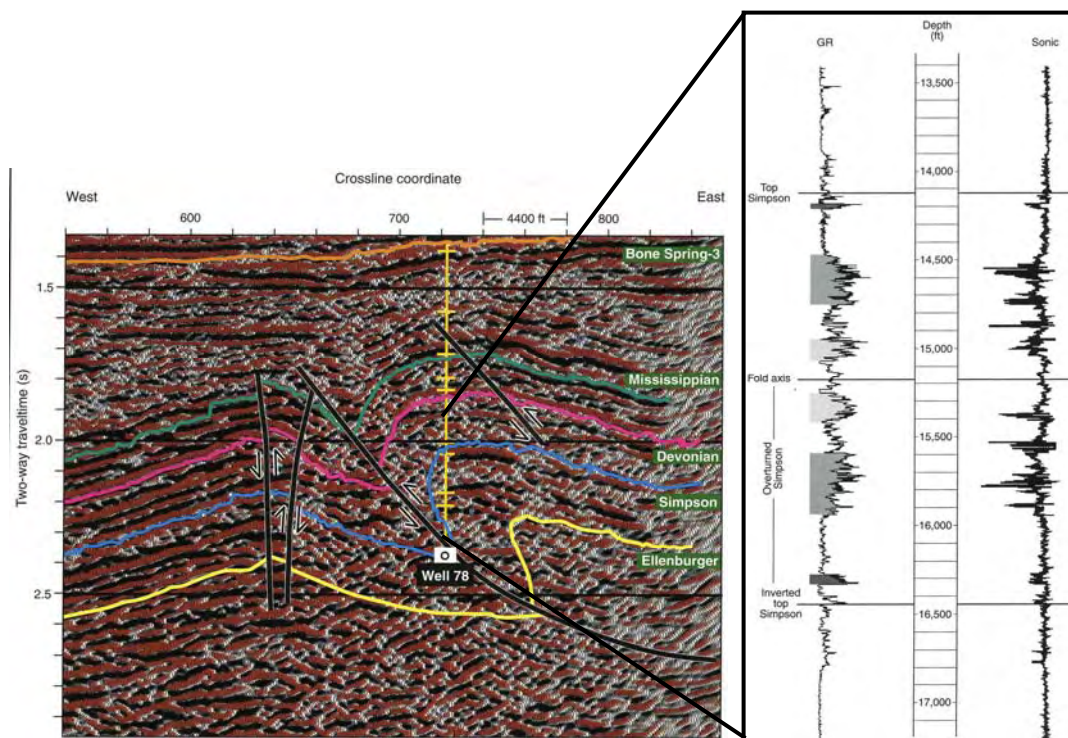 Crossline coordinate
West
East
600
700
4400 ft
800
Bone Spring-3
Mississippian
Devonian
Simpson
Ellenburger
Well 78
Two-way traveltime (s)
1.5
2.0
2.5
GR
Depth
(ft)
Sonic
13,500
14,000
Top
Simpson
14,500
15,000
Fold axis
15,500
Overturned Simpson
16,000
Inverted
top
Simpson
16,500
17,000